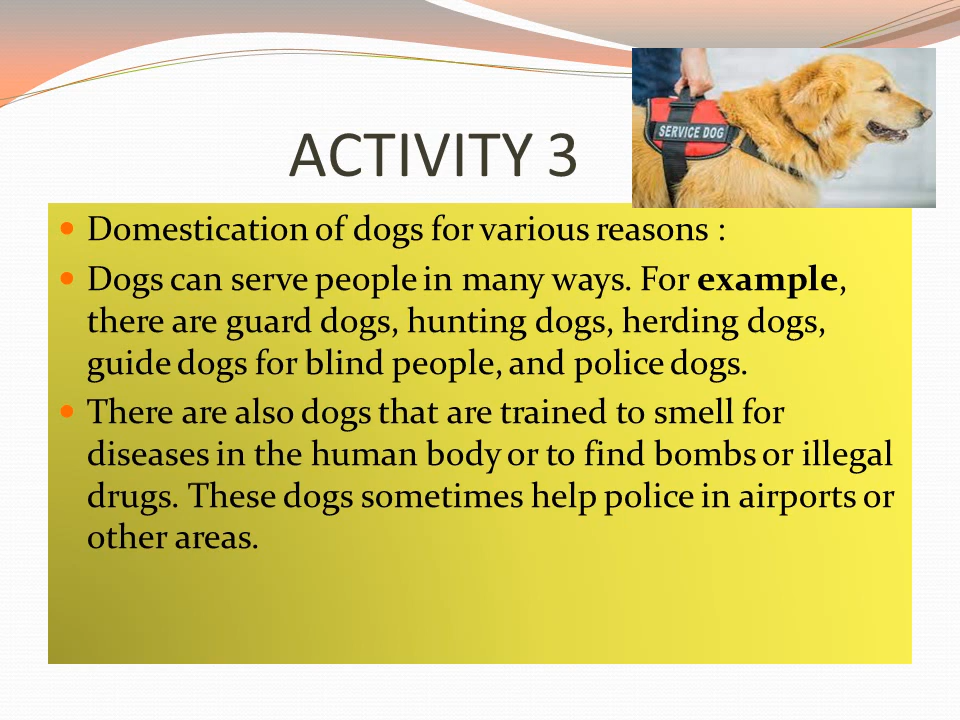 SERVICE DOG
ACTIVITY 3
Domestication of dogs for various reasons :
Dogs can serve people in many ways. For example,
there are guard dogs, hunting dogs, herding dogs,
guide dogs for blind people, and police dogs.
There are also dogs that are trained to smell for
diseases in the human body or to find bombs or illegal
drugs. These dogs sometimes help police in airports or
other areas.